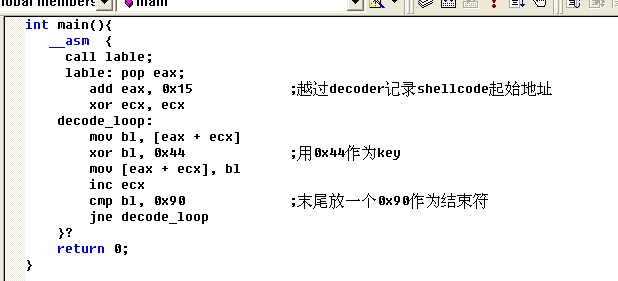 main
int main(){
__asm {
call lable;
lable: pop eax;
add eax, 0x15 ;越过decoder记录shellcode起始地址
xor ecx, ecx
decode_loop:
mov bl, [eax + ecx]
xor bl, 0x44 ;用0x44作为key
mov [eax + ecx], bl
inc ecx
cmp bl, 0x90 ;末尾放一个0x90作为结束符
jne decode_loop
}?
return 0;
}